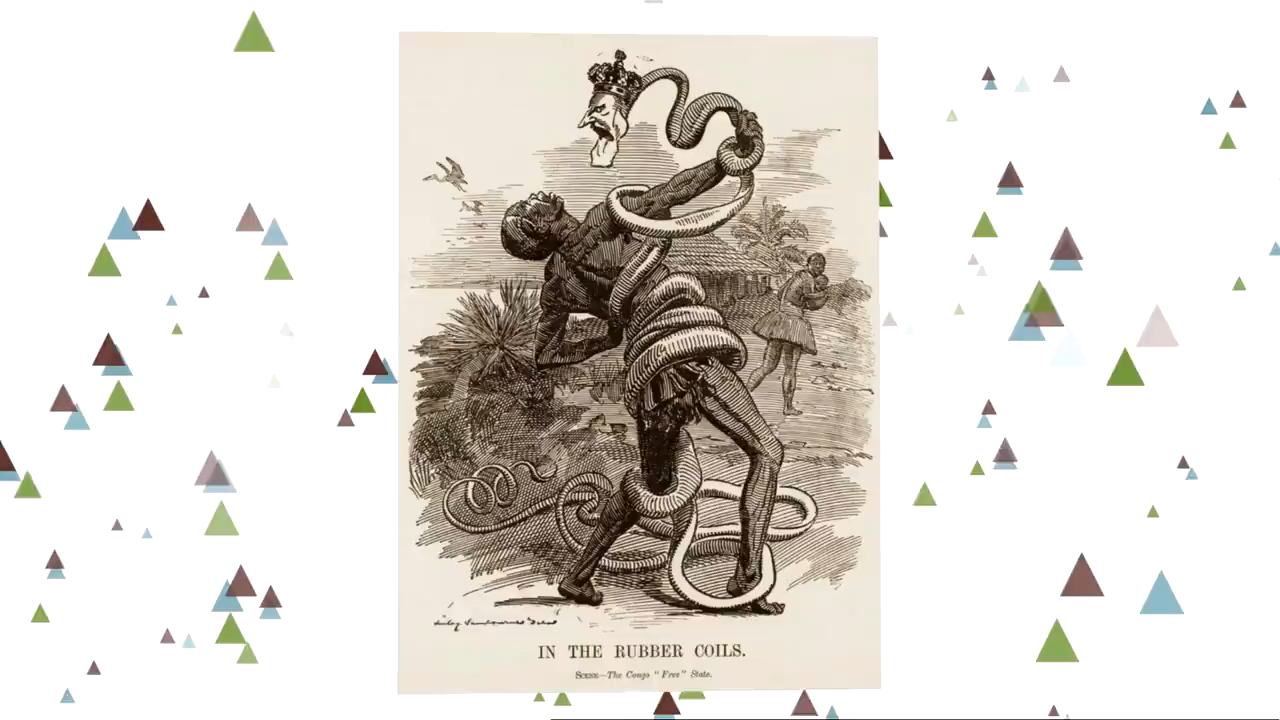 IN THE RUBBER COILS.
SCENE—The Congo "Free" State.